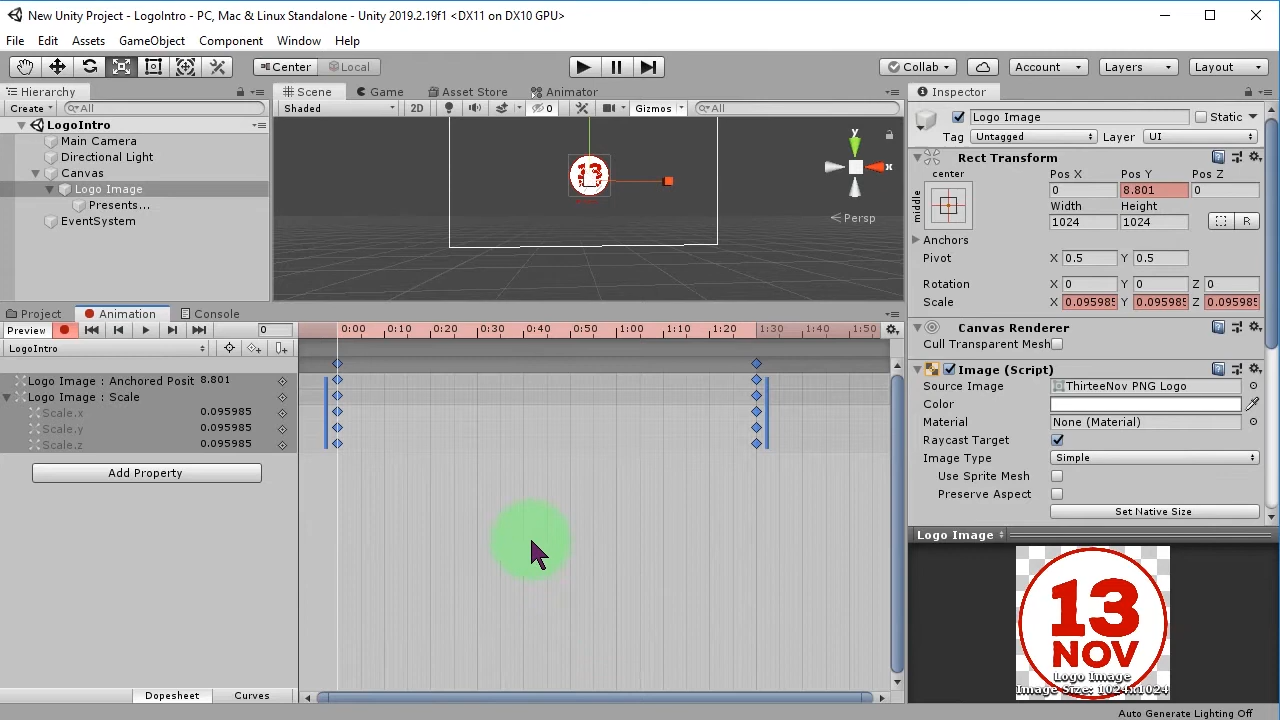 New Unity Project - LogoIntro - PC, Mac & Linux Standalone - Unity 2019.2.19f1 <DX11 on DX10 GPU>
File Edit Assets GameObject Component Window Help
Center Local Collab Account Layers Layout
Hierarchy Scene Game Asset Store Animator Inspector
Create All Shaded 2D 0 Gizmos All
LogoIntro
Main Camera
Directional Light
Canvas
Logo Image
Presents...
EventSystem
13
y
x
Persp
Logo Image Static
Tag Untagged Layer UI
Rect Transform
center Pos X Pos Y Pos Z
middle 0 8.801 0
Width Height
1024 1024 R
Anchors
Pivot X 0.5 Y 0.5
Rotation X 0 Y 0 Z 0
Scale X 0.095985 Y 0.095985 Z 0.095985
Canvas Renderer
Cull Transparent Mesh
Image (Script)
Source Image ThirteeNov PNG Logo
Color
Material None (Material)
Raycast Target
Image Type Simple
Use Sprite Mesh
Preserve Aspect
Set Native Size
Project Animation Console
Preview 0 0:00 0:10 0:20 0:30 0:40 0:50 1:00 1:10 1:20 1:30 1:40 1:50
LogoIntro
Logo Image : Anchored Posit 8.801
Logo Image : Scale
Scale.x 0.095985
Scale.y 0.095985
Scale.z 0.095985
Add Property
Dopesheet Curves
Logo Image
13
NOV
Logo Image
Image Size: 1024x1024
Auto Generate Lighting Off